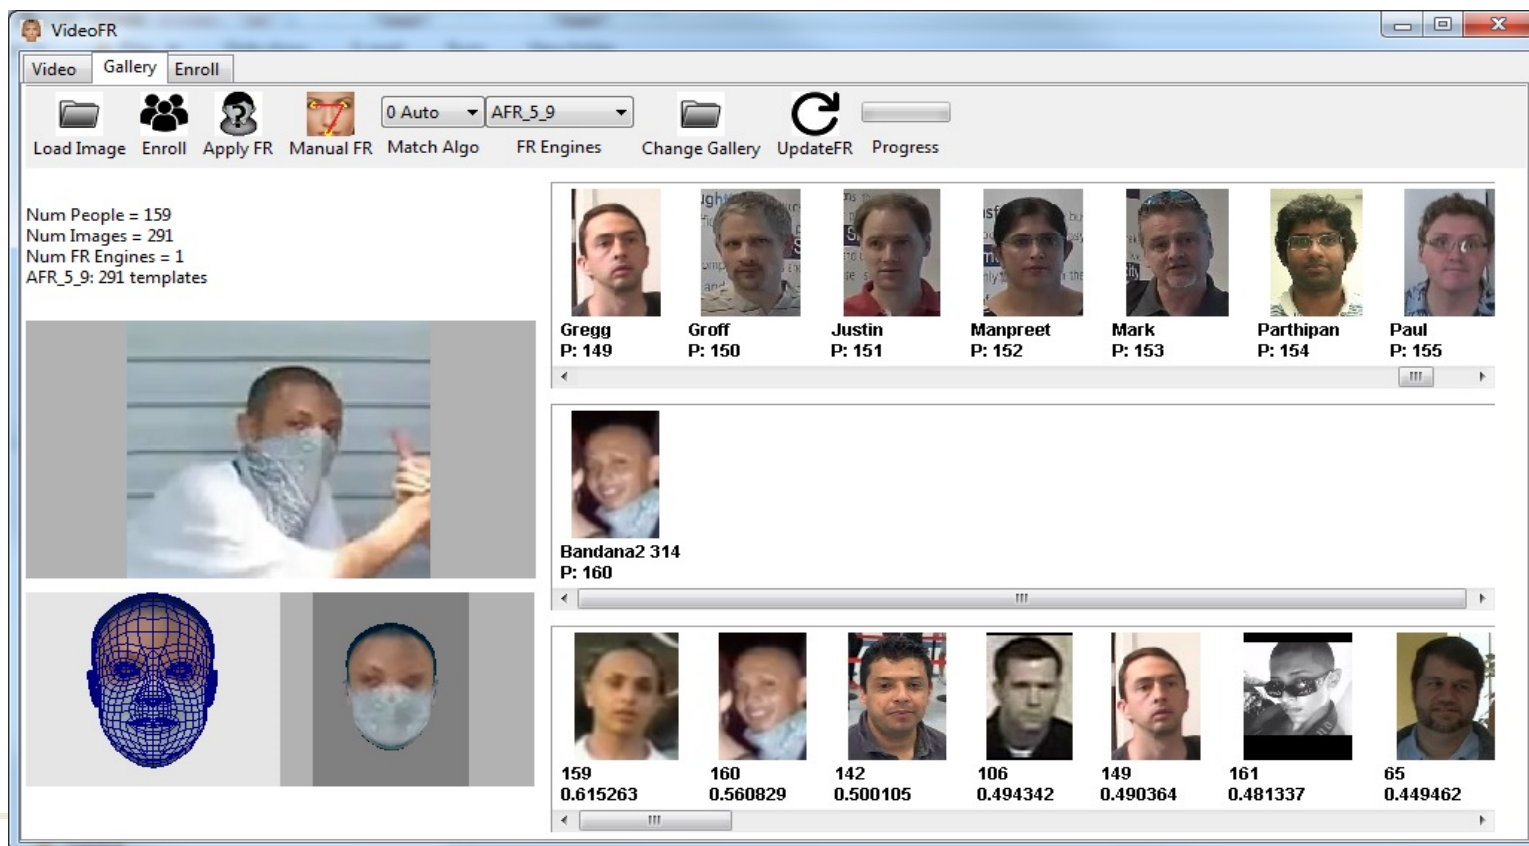 VideoFR
Video Gallery Enroll
0 Auto AFR_5_9
Load Image Enroll Apply FR Manual FR Match Algo FR Engines Change Gallery UpdateFR Progress
Num People = 159
Num Images = 291
Num FR Engines = 1
AFR_5_9: 291 templates
Gregg Groff Justin Manpreet Mark Parthipan Paul
P: 149 P: 150 P: 151 P: 152 P: 153 P: 154 P: 155
Bandana2 314
P: 160
159 160 142 106 149 161 65
0.615263 0.560829 0.500105 0.494342 0.490364 0.481337 0.449462